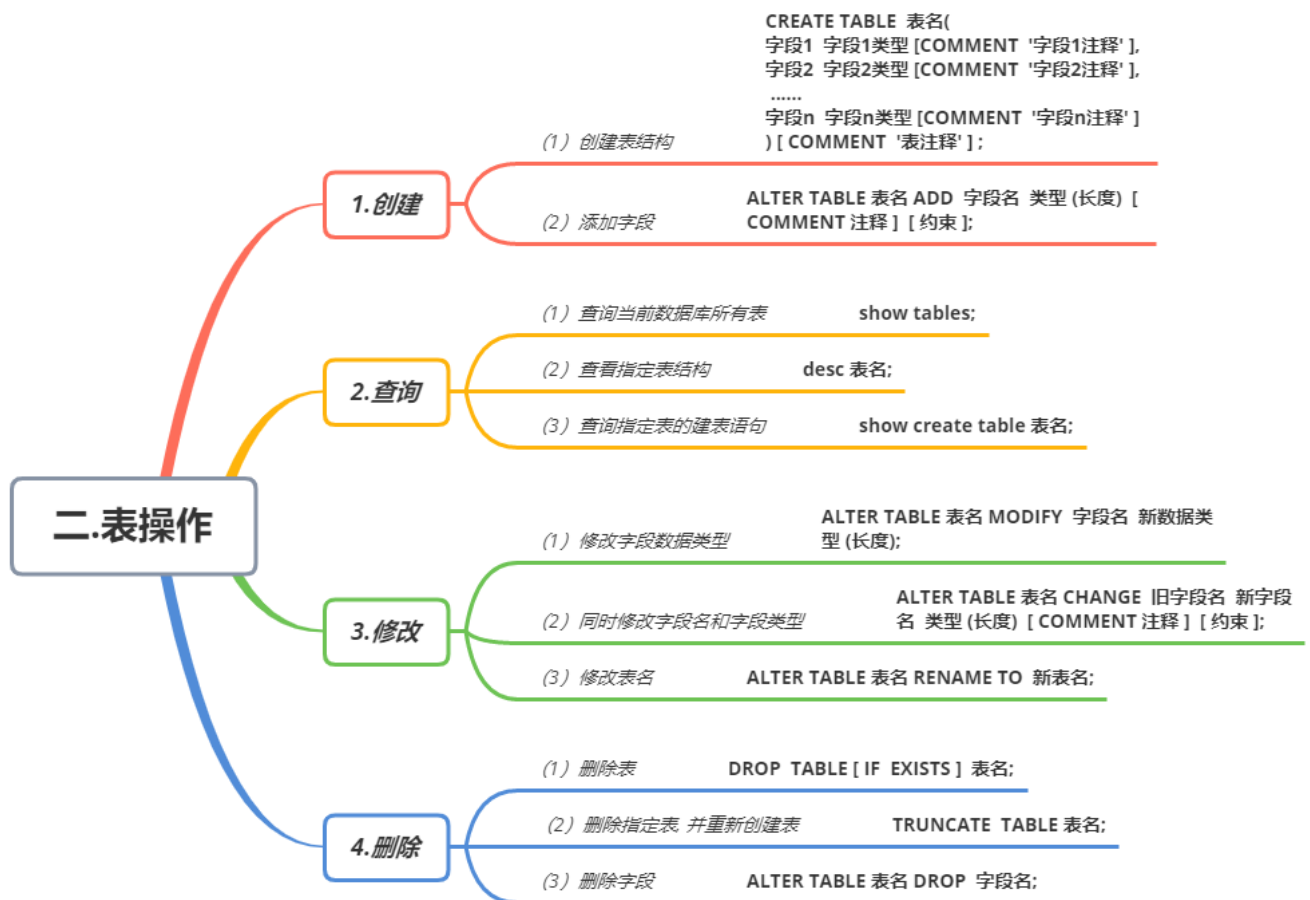 二.表操作
1.创建
（1）创建表结构
CREATE TABLE 表名(
字段1 字段1类型 [COMMENT '字段1注释' ],
字段2 字段2类型 [COMMENT '字段2注释' ],
......
字段n 字段n类型 [COMMENT '字段n注释' ]
) [ COMMENT '表注释' ] ;
（2）添加字段
ALTER TABLE 表名 ADD 字段名 类型 (长度) [
COMMENT 注释 ] [ 约束 ];
2.查询
（1）查询当前数据库所有表
show tables;
（2）查看指定表结构
desc 表名;
（3）查询指定表的建表语句
show create table 表名;
3.修改
（1）修改字段数据类型
ALTER TABLE 表名 MODIFY 字段名 新数据类
型 (长度);
（2）同时修改字段名和字段类型
ALTER TABLE 表名 CHANGE 旧字段名 新字段
名 类型 (长度) [ COMMENT 注释 ] [ 约束 ];
（3）修改表名
ALTER TABLE 表名 RENAME TO 新表名;
4.删除
（1）删除表
DROP TABLE [ IF EXISTS ] 表名;
（2）删除指定表, 并重新创建表
TRUNCATE TABLE 表名;
（3）删除字段
ALTER TABLE 表名 DROP 字段名;